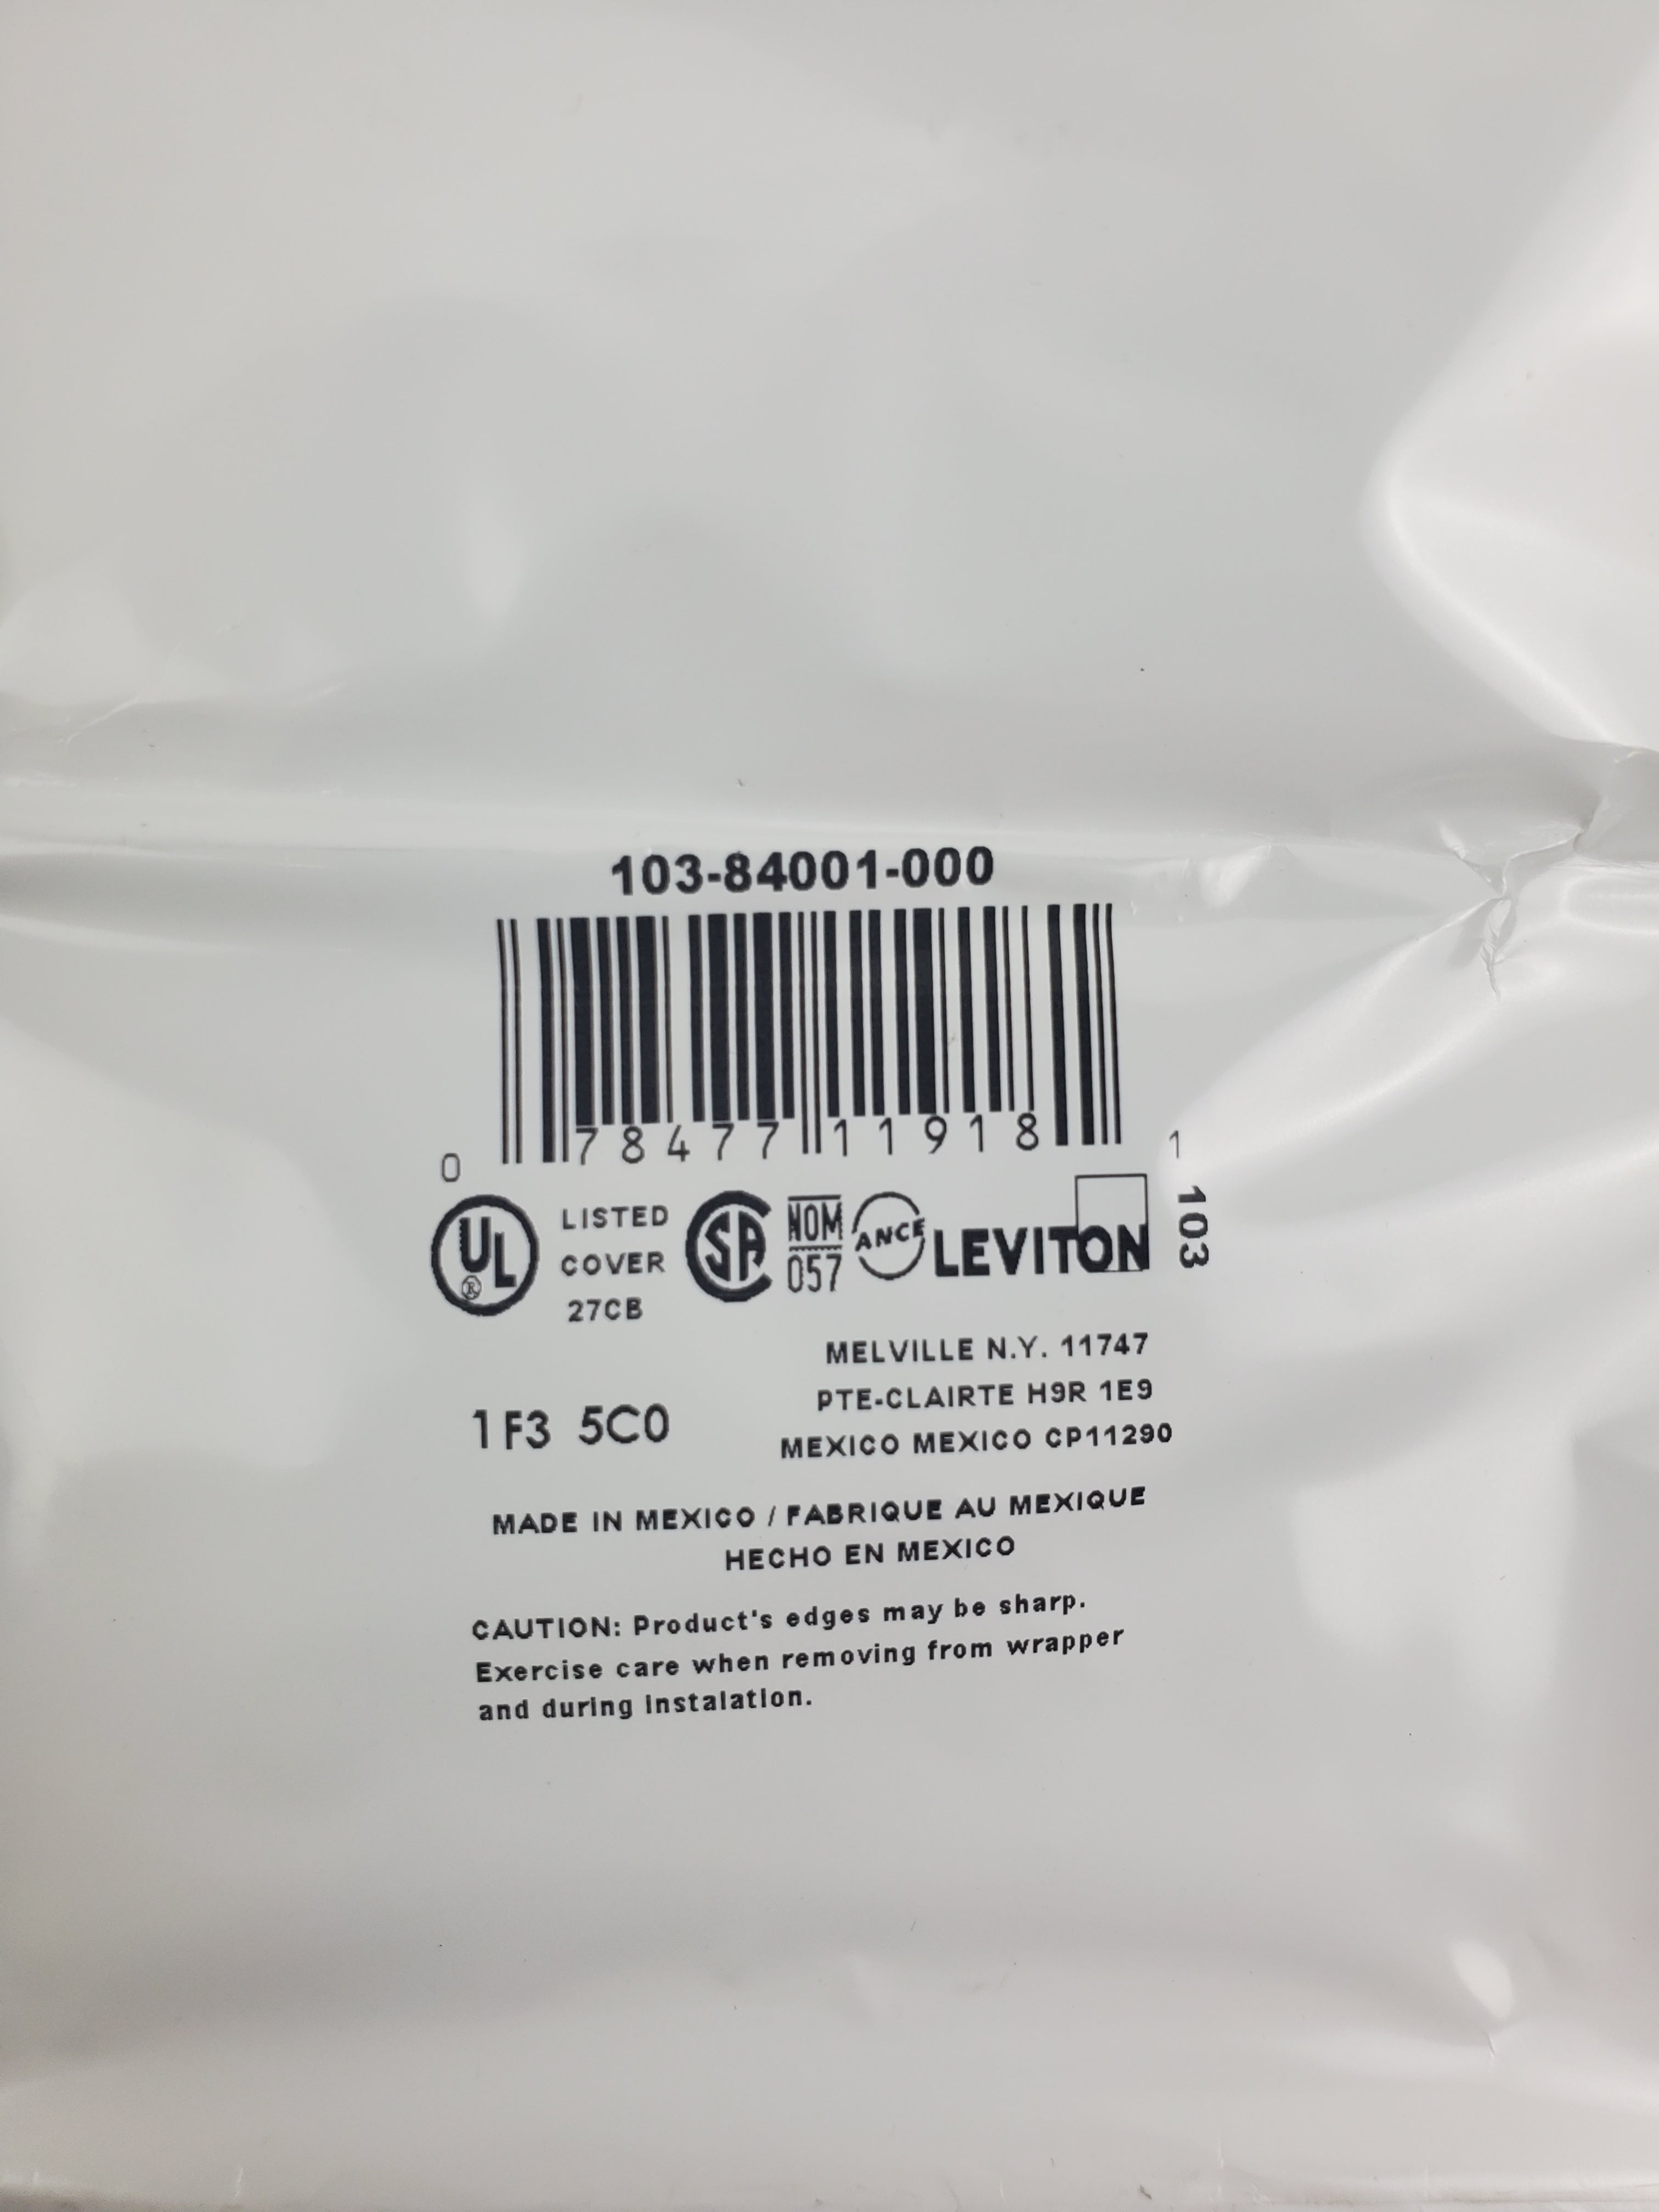 103-84001-000
0 78477 11918 1
UL ® LISTED COVER 27CB
SA NOM 057 ANCE LEVITON 103
MELVILLE N.Y. 11747
PTE-CLAIRTE H9R 1E9
1F3 5C0
MEXICO MEXICO CP11290
MADE IN MEXICO / FABRIQUE AU MEXIQUE
HECHO EN MEXICO
CAUTION: Product's edges may be sharp.
Exercise care when removing from wrapper
and during instalation.